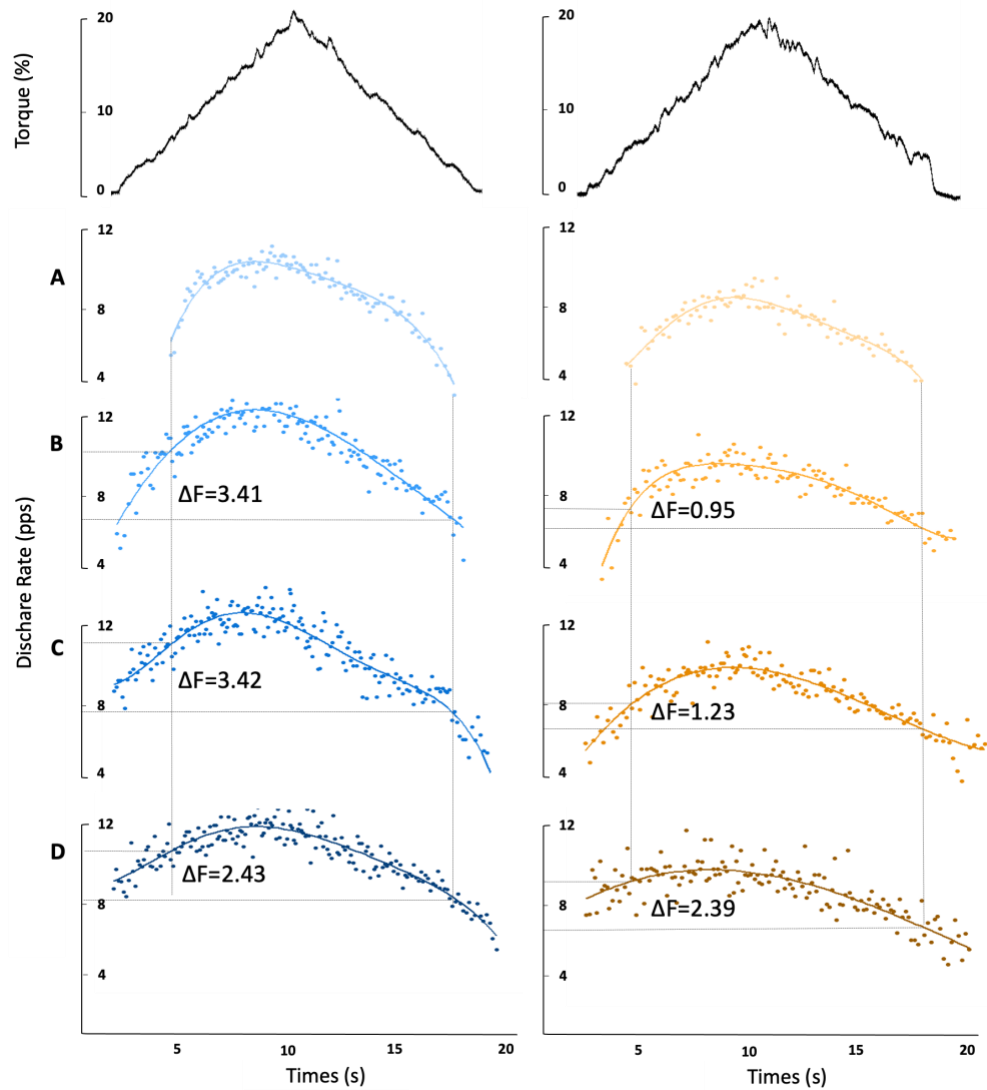 20
10
0
Torque (%)
20
10
0
A
12
8
4
12
8
4
B
12
8
4
ΔF=3.41
12
8
4
ΔF=0.95
Dischare Rate (pps)
C
12
8
4
ΔF=3.42
12
8
4
ΔF=1.23
D
12
8
4
ΔF=2.43
12
8
4
ΔF=2.39
5 10 15 20
Times (s)
5 10 15 20
Times (s)